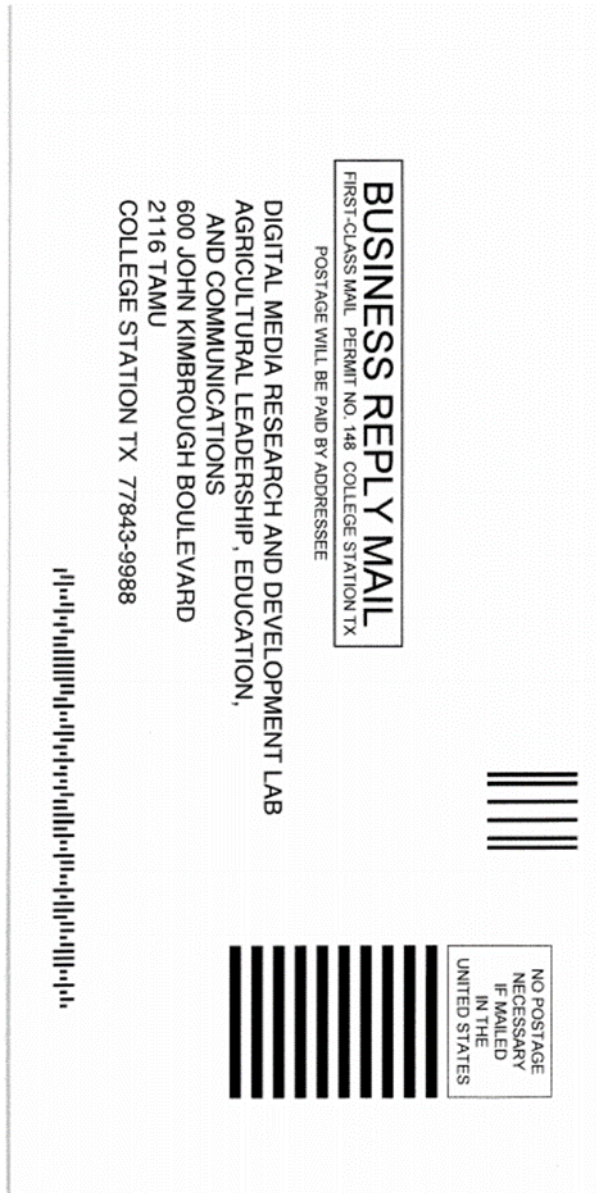 NO POSTAGE
NECESSARY
IF MAILED
IN THE
UNITED STATES
BUSINESS REPLY MAIL
FIRST-CLASS MAIL PERMIT NO. 148 COLLEGE STATION TX
POSTAGE WILL BE PAID BY ADDRESSEE
DIGITAL MEDIA RESEARCH AND DEVELOPMENT LAB
AGRICULTURAL LEADERSHIP, EDUCATION,
AND COMMUNICATIONS
600 JOHN KIMBROUGH BOULEVARD
2116 TAMU
COLLEGE STATION TX 77843-9988